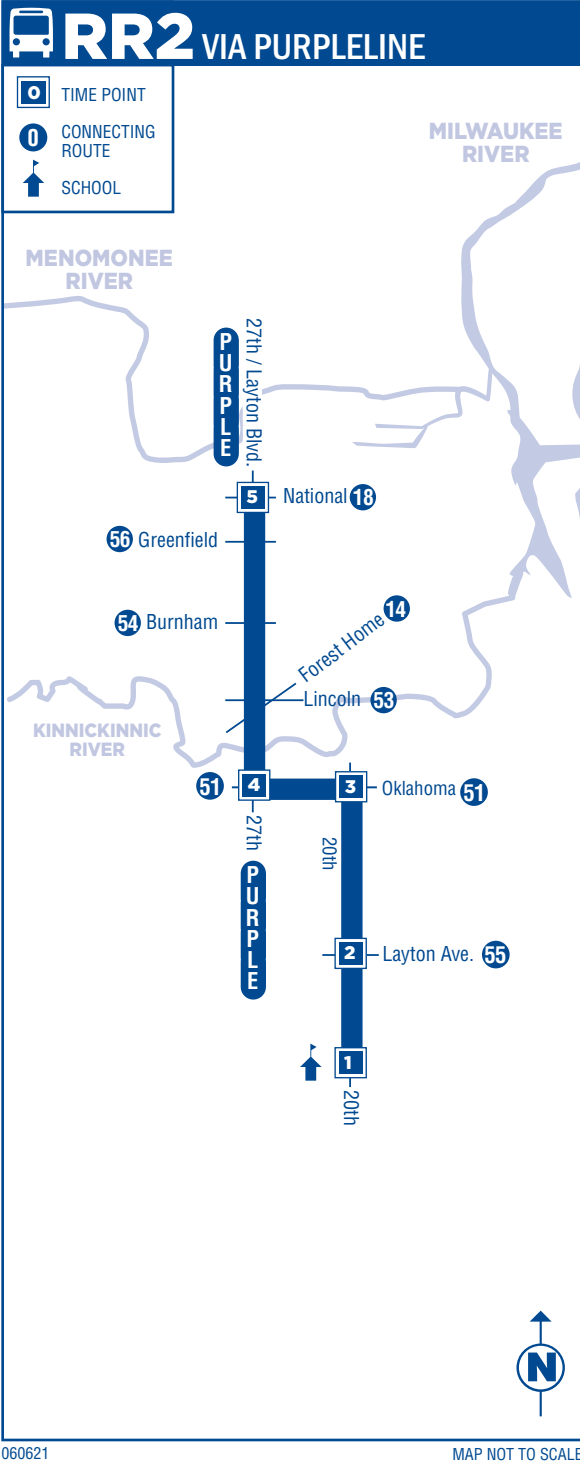 RR2 VIA PURPLELINE
0 TIME POINT
0 CONNECTING
ROUTE
SCHOOL
MILWAUKEE
RIVER
MENOMONEE
RIVER
PURPLE
27th / Layton Blvd.
5 National 18
56 Greenfield
54 Burnham
Forest Home 14
Lincoln 53
KINNICKINNIC
RIVER
51 4
3 Oklahoma 51
27th
20th
PURPLE
2 Layton Ave. 55
1
20th
N
060621
MAP NOT TO SCALE